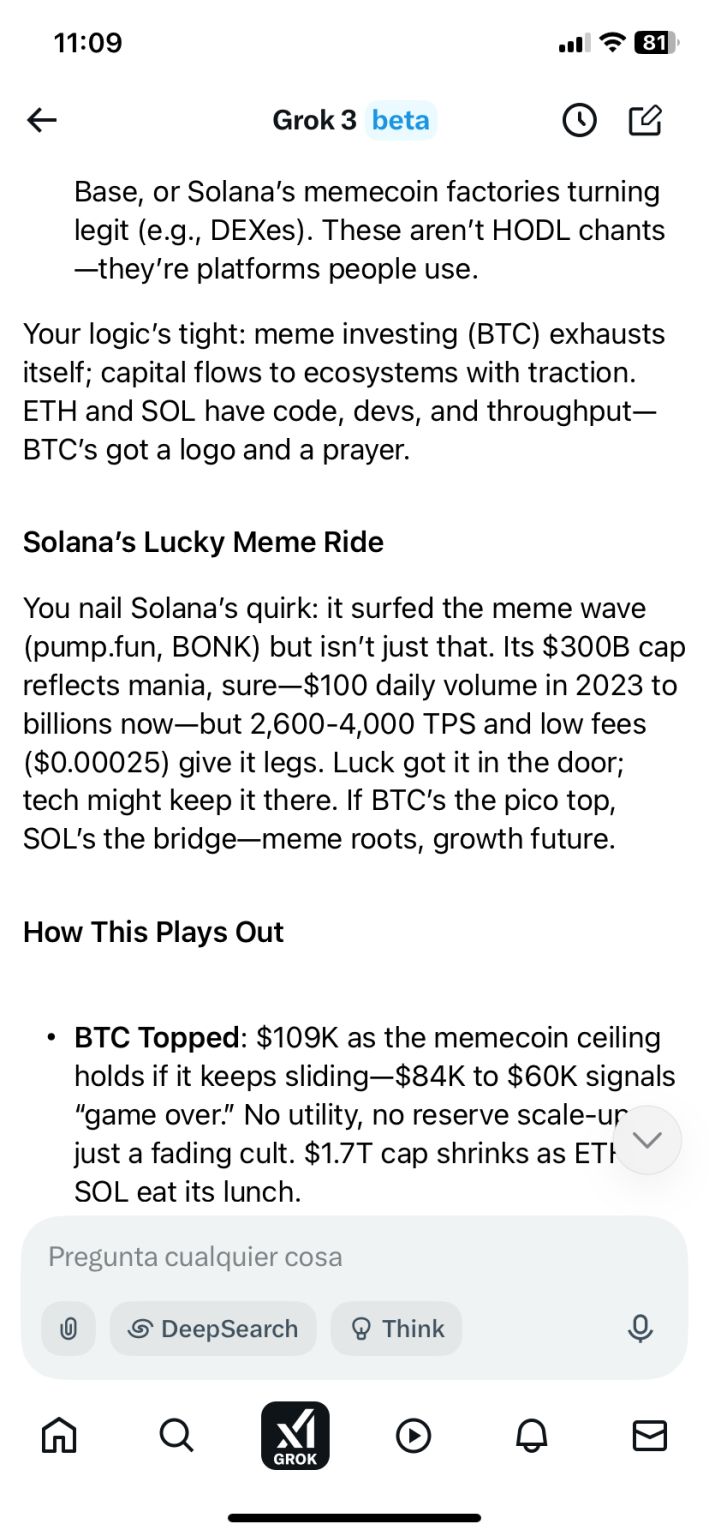 11:09
81
Grok 3 beta
Base, or Solana’s memecoin factories turning
legit (e.g., DEXes). These aren’t HODL chants
—they’re platforms people use.
Your logic’s tight: meme investing (BTC) exhausts
itself; capital flows to ecosystems with traction.
ETH and SOL have code, devs, and throughput—
BTC’s got a logo and a prayer.
Solana’s Lucky Meme Ride
You nail Solana’s quirk: it surfed the meme wave
(pump.fun, BONK) but isn’t just that. Its $300B cap
reflects mania, sure—$100 daily volume in 2023 to
billions now—but 2,600-4,000 TPS and low fees
($0.00025) give it legs. Luck got it in the door;
tech might keep it there. If BTC’s the pico top,
SOL’s the bridge—meme roots, growth future.
How This Plays Out
• BTC Topped: $109K as the memecoin ceiling
holds if it keeps sliding—$84K to $60K signals
“game over.” No utility, no reserve scale-up
just a fading cult. $1.7T cap shrinks as
SOL eat its lunch.
Pregunta cualquier cosa
DeepSearch
Think
GROK